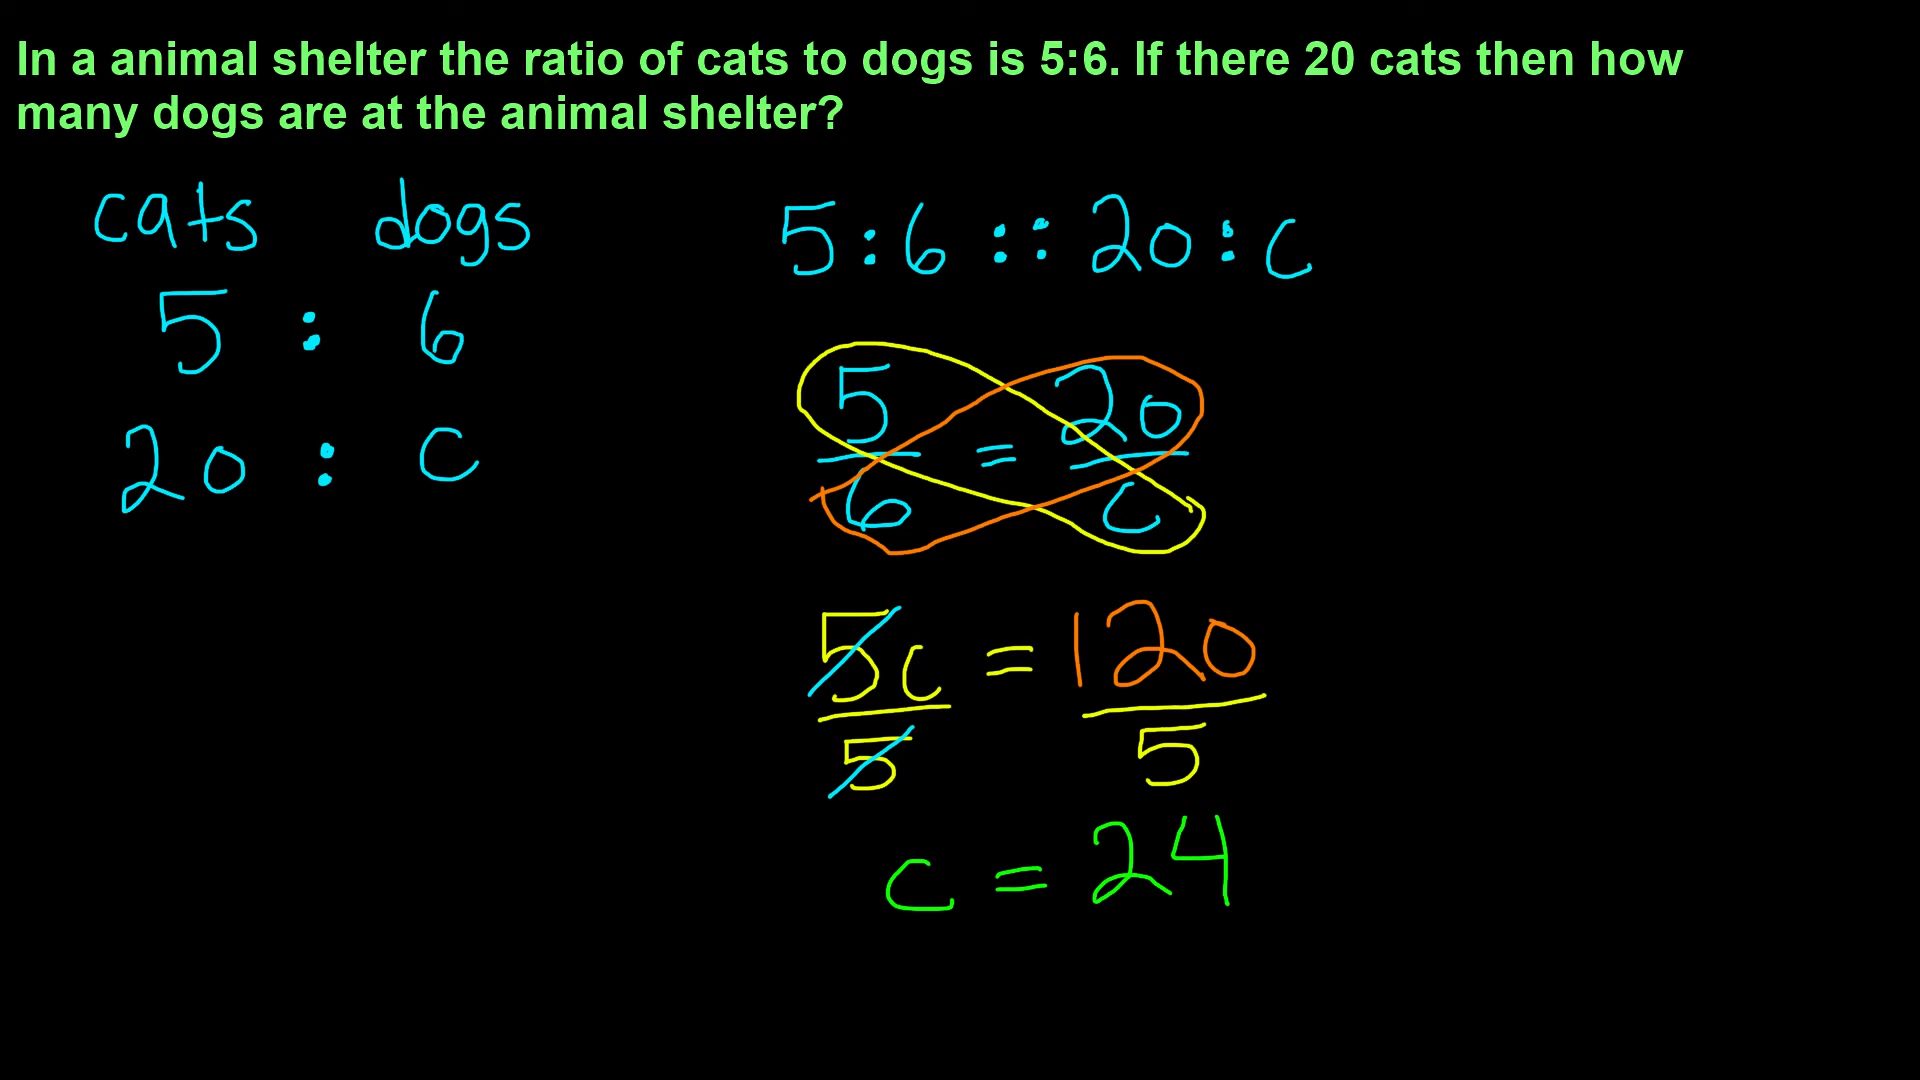 In a animal shelter the ratio of cats to dogs is 5:6. If there 20 cats then how
many dogs are at the animal shelter?
cats dogs
5 : 6
20 : c
5:6 :: 20:c
5/6 = 20/c
5c/5 = 120/5
c = 24